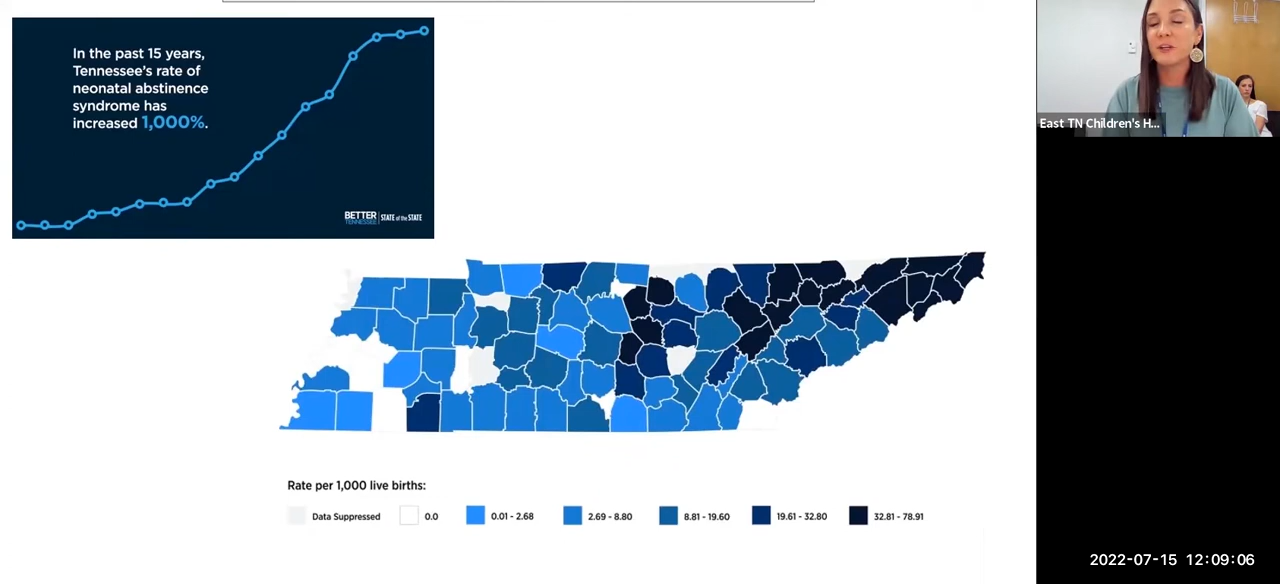 In the past 15 years,
Tennessee's rate of
neonatal abstinence
syndrome has
increased 1,000%.
BETTER
TENNESSEE
STATE of the STATE
East TN Children's H...
Rate per 1,000 live births:
Data Suppressed
0.0
0.01 - 2.68
2.69 - 8.80
8.81 - 19.60
19.61 - 32.80
32.81 - 78.91
2022-07-15 12:09:06